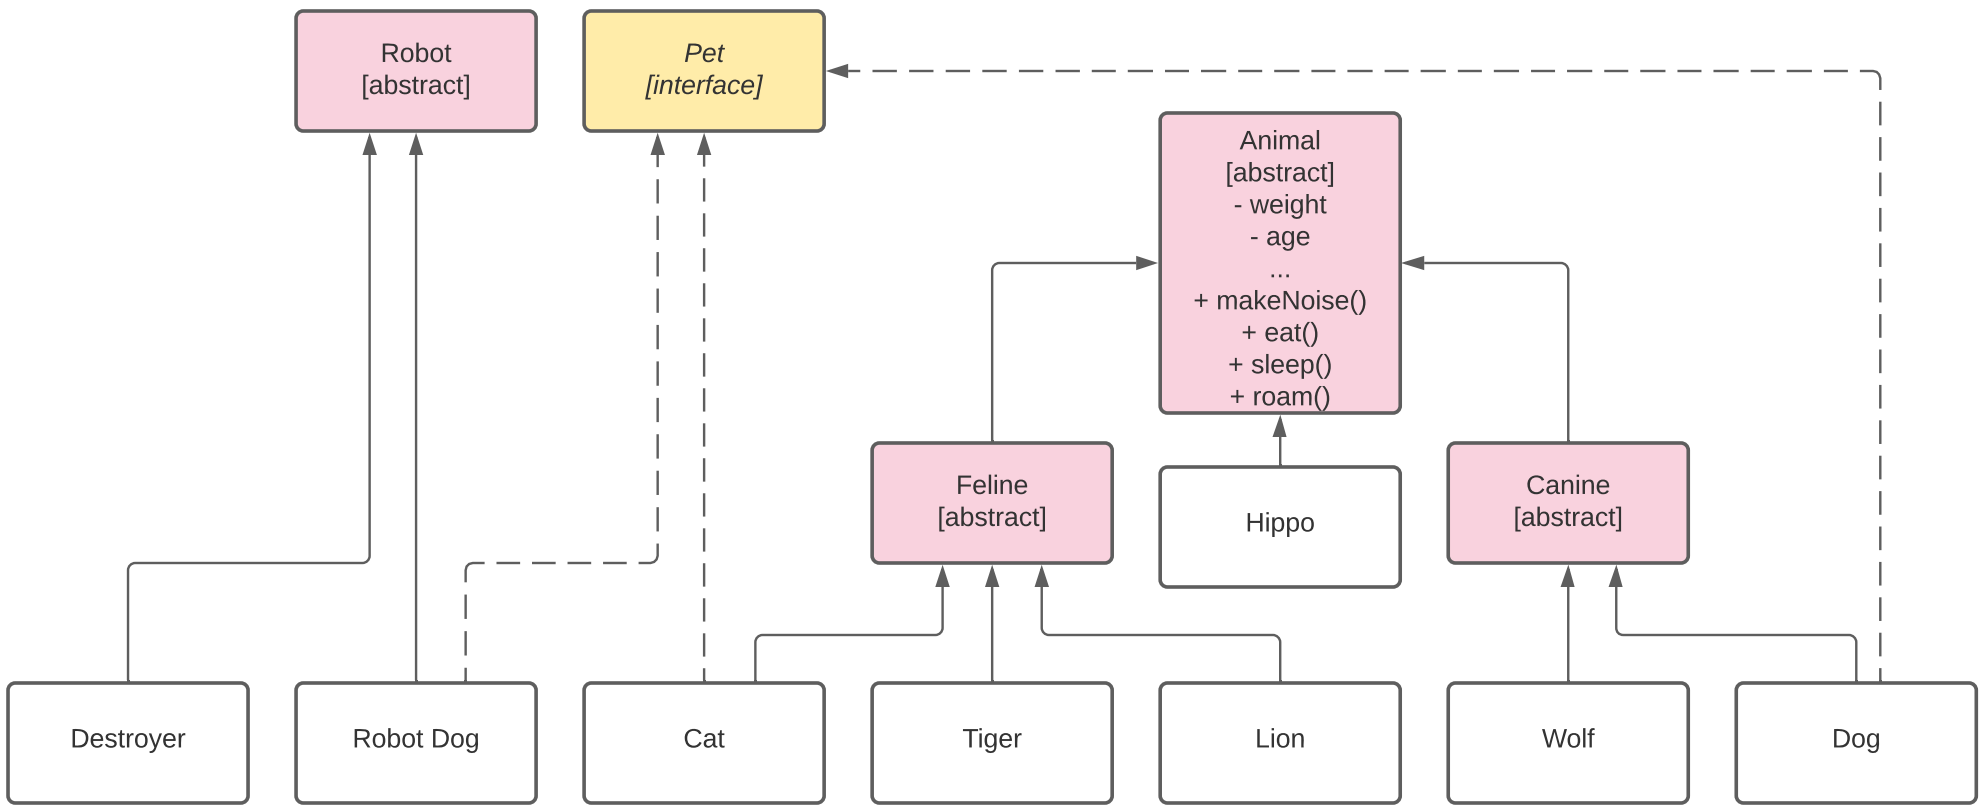 Robot
[abstract]
Pet
[interface]
Animal
[abstract]
- weight
- age
...
+ makeNoise()
+ eat()
+ sleep()
+ roam()
Feline
[abstract]
Hippo
Canine
[abstract]
Destroyer
Robot Dog
Cat
Tiger
Lion
Wolf
Dog